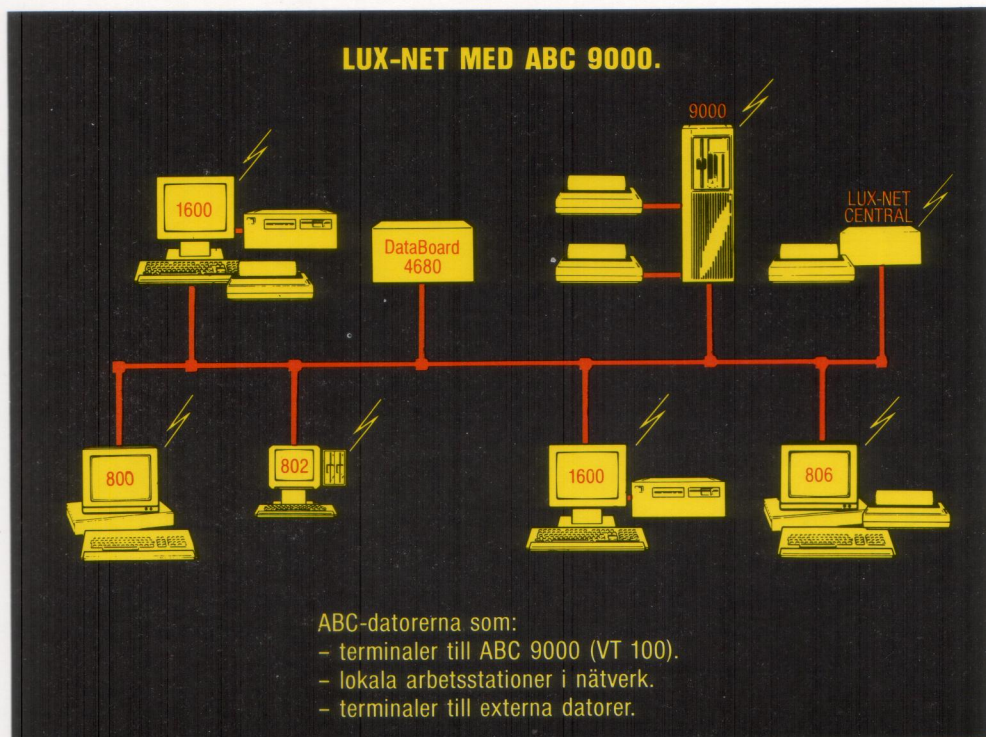 LUX-NET MED ABC 9000.
9000
1600
LUX-NET
CENTRAL
DataBoard
4680
800
802
1600
806
ABC-datorerna som:
– terminaler till ABC 9000 (VT 100).
– lokala arbetsstationer i nätverk.
– terminaler till externa datorer.